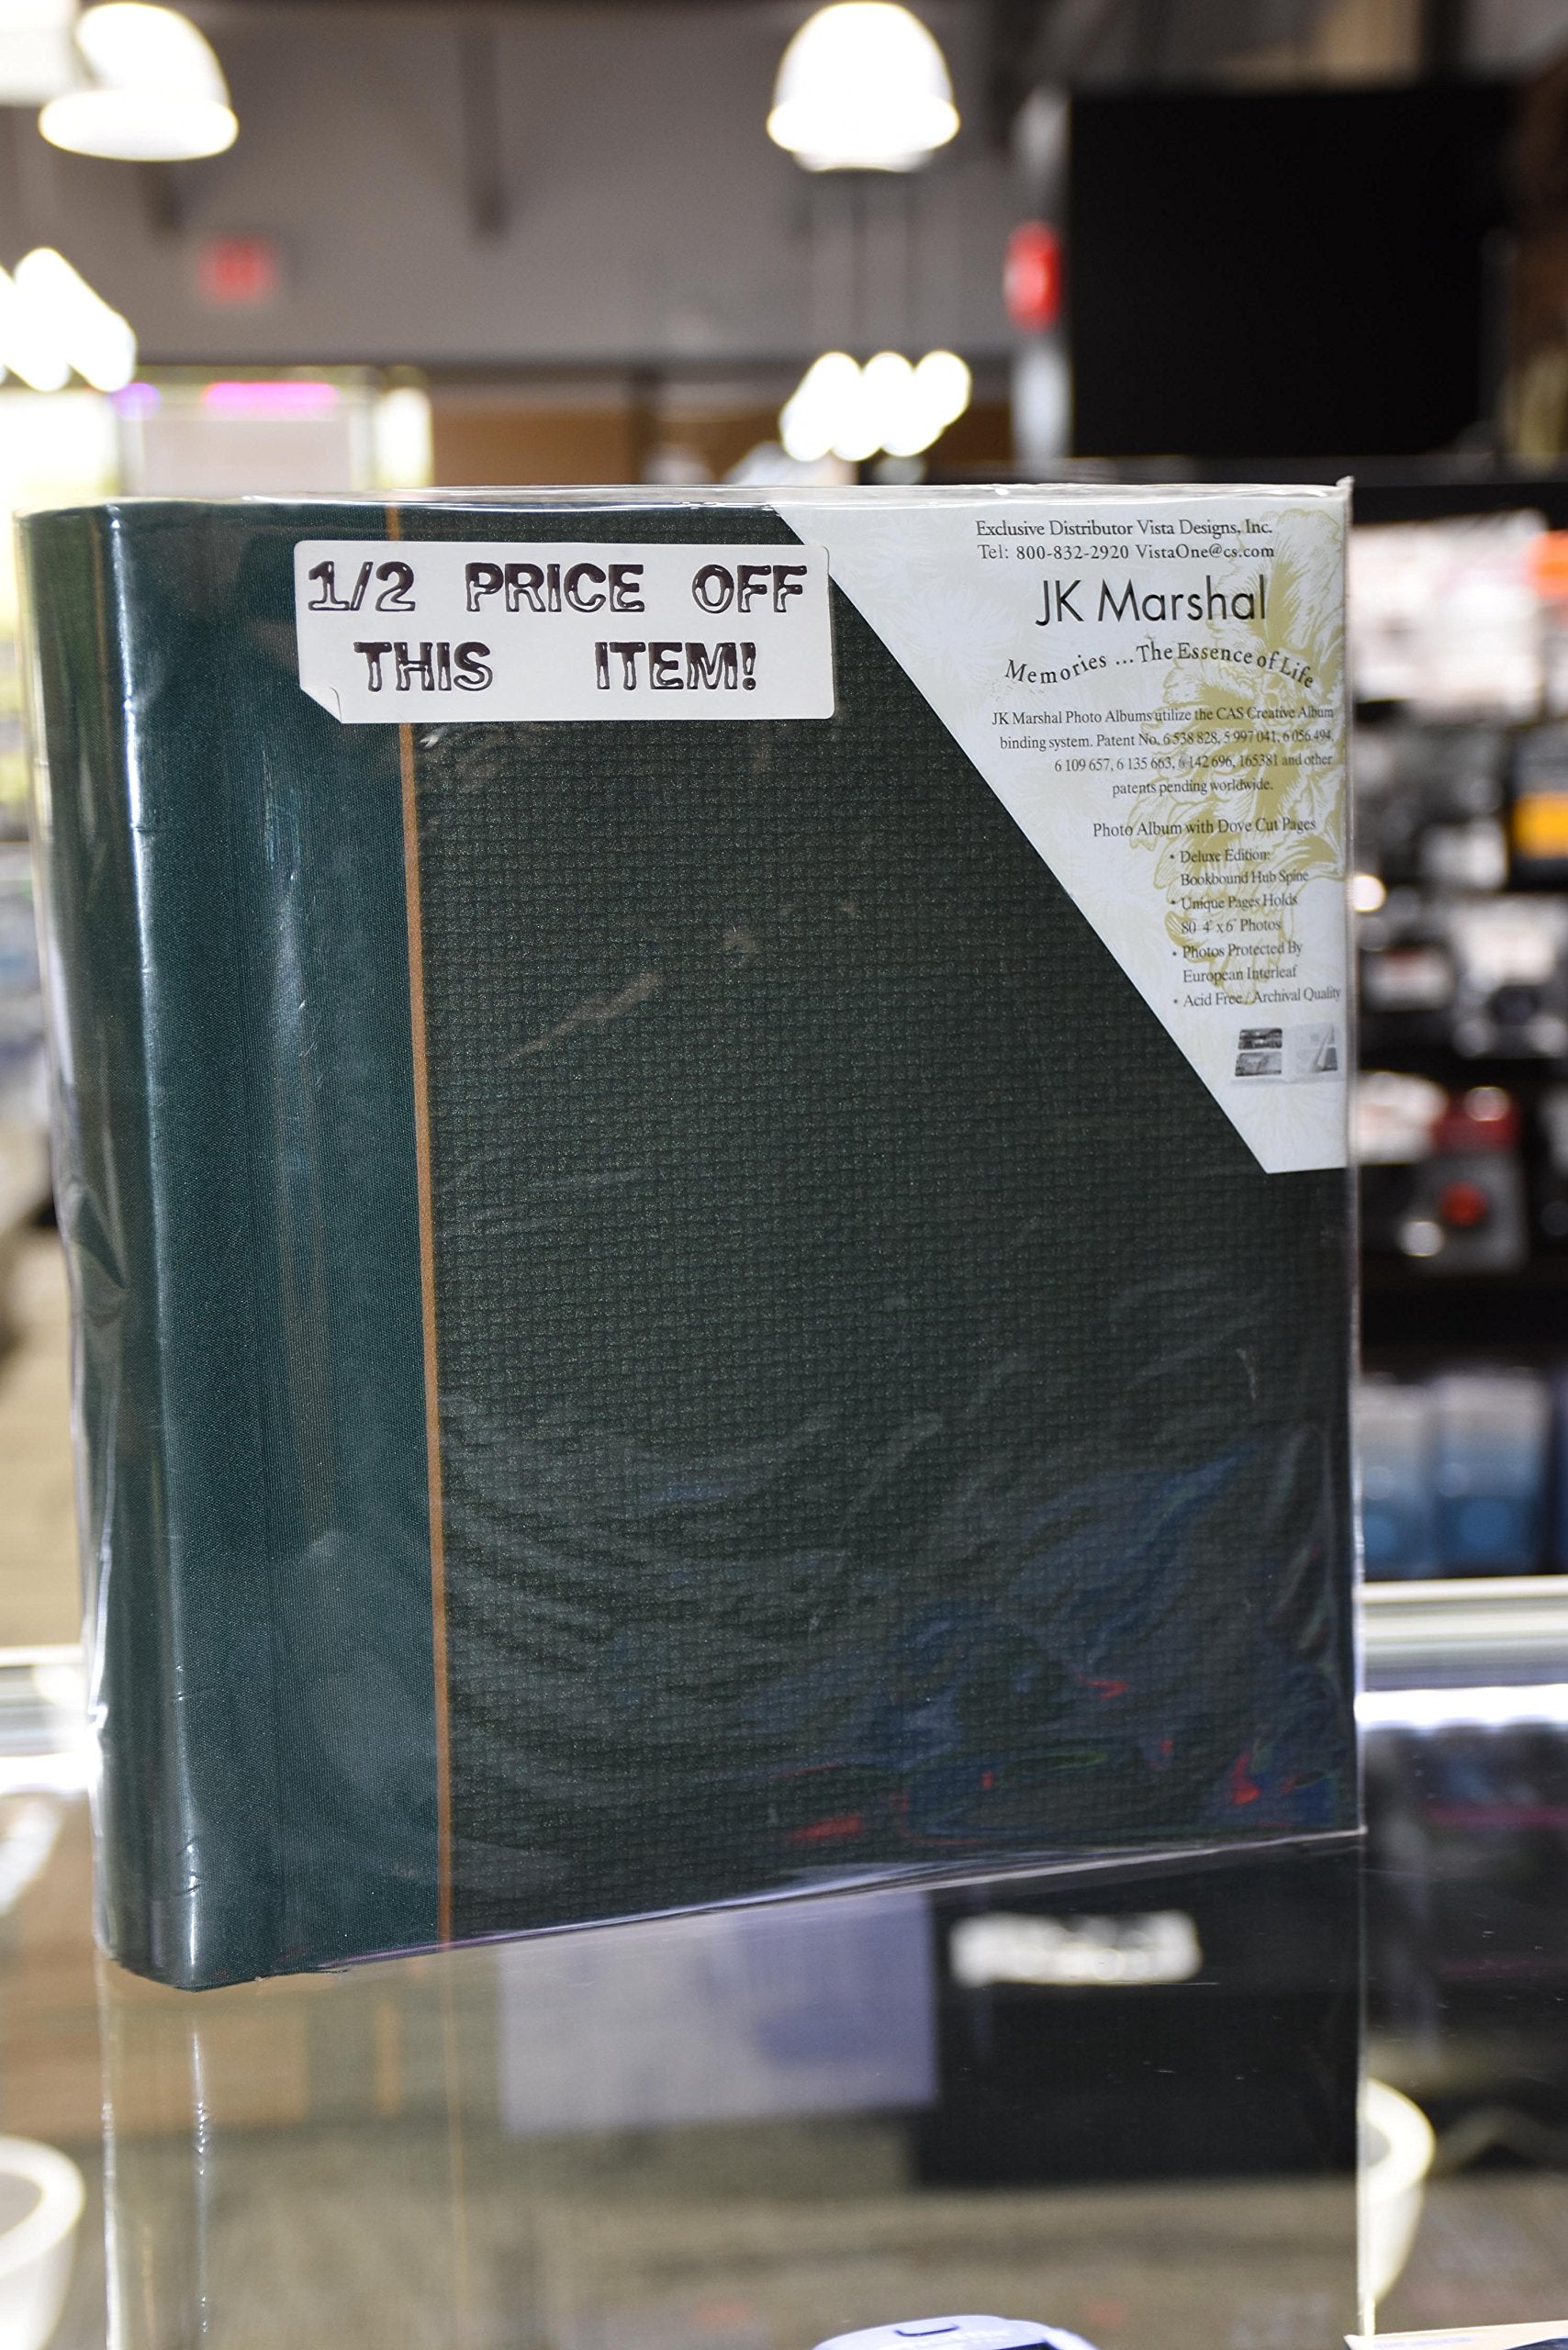 1/2 PRICE OFF
THIS ITEM!
Exclusive Distributor Vista Designs, Inc.
Tel: 800-832-2920 VistaOne@cs.com
JK Marshal
Memories ... The Essence of Life
JK Marshal Photo Albums utilize the CAS Creative Album
binding system. Patent No. 6 538 828, 5 997 041, 6 056 494,
6 109 657, 6 135 663, 6 142 696, 165381 and other
patents pending worldwide.
Photo Album with Dove Cut Pages
• Deluxe Edition:
Bookbound Hub Spine
• Unique Pages Holds
80 4" x 6" Photos
• Photos Protected By
European Interleaf
• Acid Free / Archival Quality